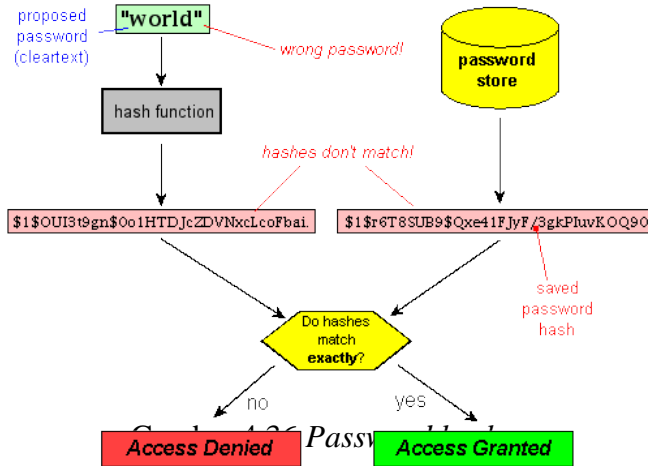 proposed
password
(cleartext)
"world"
wrong password!
password
store
hash function
hashes don't match!
$1$OUI3t9gn$0o1HTDJcZDVNxcLcoFbai.
$1$r6T8SUB9$Qxe41FJyF/3gkPIuvKOQ90
saved
password
hash
Do hashes
match
exactly?
no
yes
Access Denied
Access Granted